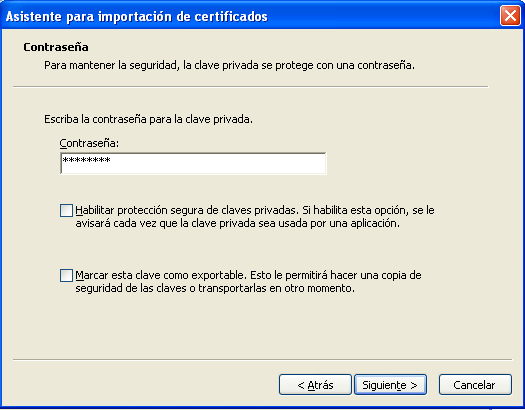 Asistente para importación de certificados
Contraseña
Para mantener la seguridad, la clave privada se protege con una contraseña.
Escriba la contraseña para la clave privada.
Contraseña:
********
Habilitar protección segura de claves privadas. Si habilita esta opción, se le
avisará cada vez que la clave privada sea usada por una aplicación.
Marcar esta clave como exportable. Esto le permitirá hacer una copia de
seguridad de las claves o transportarlas en otro momento.
< Atrás Siguiente > Cancelar